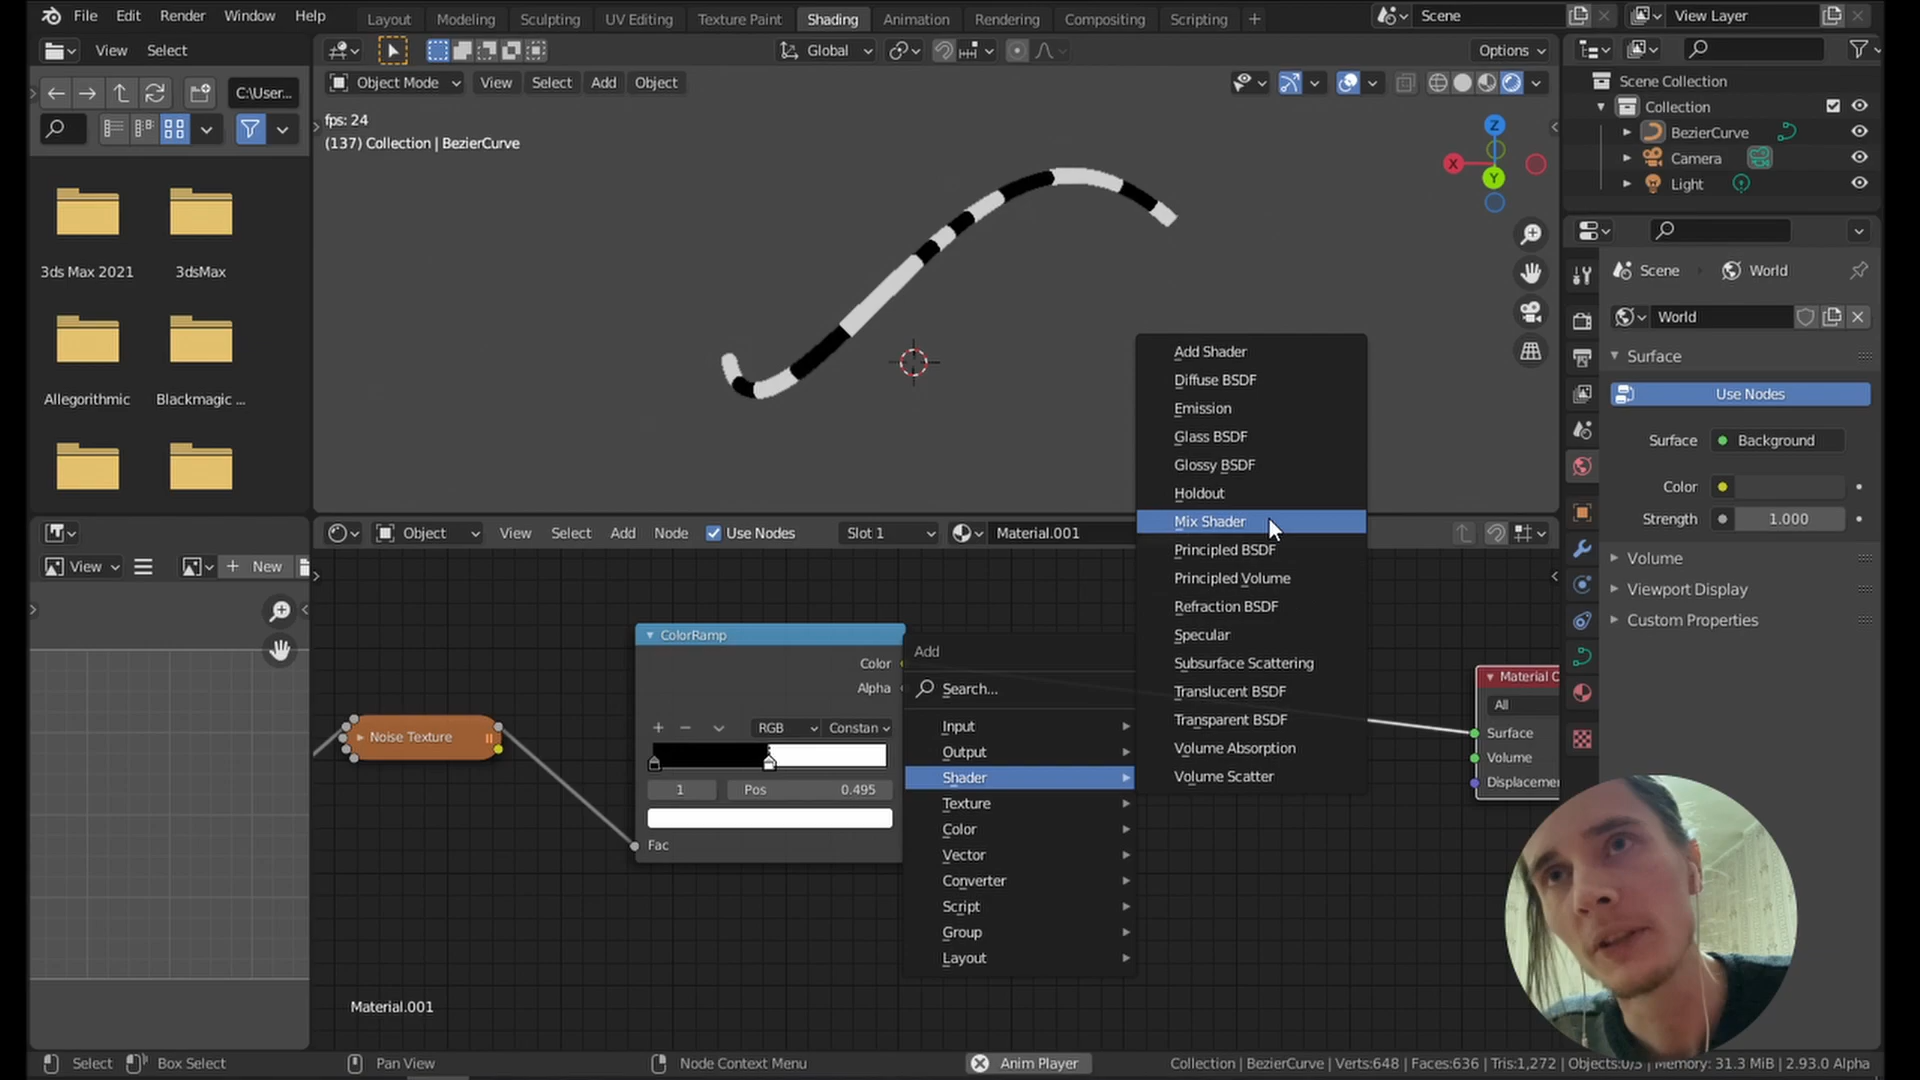 File Edit Render Window Help
Layout Modeling Sculpting UV Editing Texture Paint Shading Animation Rendering Compositing Scripting +
Scene
View Layer
View Select
Global
Options
C:\User...
Object Mode View Select Add Object
fps: 24
(137) Collection | BezierCurve
Z
X
Y
3ds Max 2021
3dsMax
Allegorithmic
Blackmagic ...
Scene Collection
Collection
BezierCurve
Camera
Light
Scene > World
World
Surface
Use Nodes
Surface Background
Color
Strength 1.000
Volume
Viewport Display
Custom Properties
Add Shader
Diffuse BSDF
Emission
Glass BSDF
Glossy BSDF
Holdout
Mix Shader
Principled BSDF
Principled Volume
Refraction BSDF
Specular
Subsurface Scattering
Translucent BSDF
Transparent BSDF
Volume Absorption
Volume Scatter
Object View Select Add Node Use Nodes Slot 1 Material.001
View + New
Noise Texture
ColorRamp
Color
Alpha
+ − RGB Constan
1 Pos 0.495
Fac
Add
Search...
Input
Output
Shader
Texture
Color
Vector
Converter
Script
Group
Layout
Material O
All
Surface
Volume
Displacemen
Material.001
Select Box Select Pan View Node Context Menu Anim Player Collection | BezierCurve | Verts:648 | Faces:636 | Tris:1,272 | Objects:0/3 | Memory: 31.3 MiB | 2.93.0 Alpha